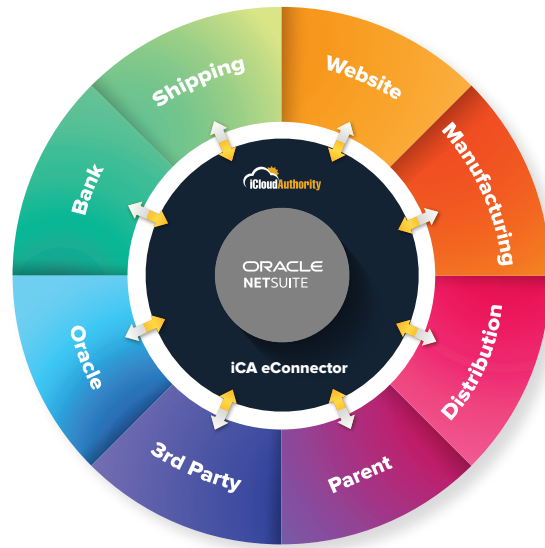 Shipping
Website
Manufacturing
Distribution
Parent
3rd Party
Oracle
Bank
iCloudAuthority
ORACLE
NETSUITE
iCA eConnector